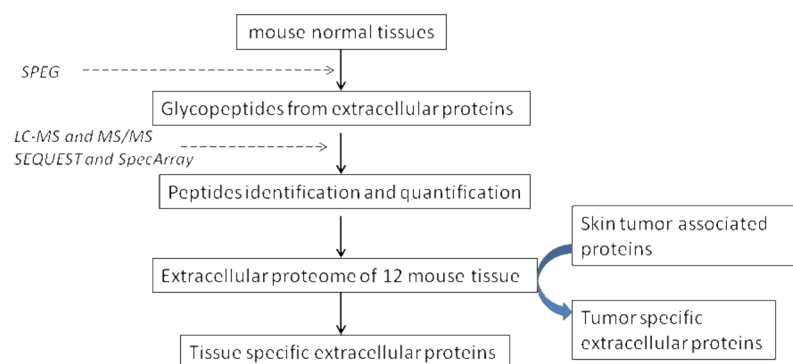 mouse normal tissues
SPEG
Glycopeptides from extracellular proteins
LC-MS and MS/MS
SEQUEST and SpecArray
Peptides identification and quantification
Skin tumor associated
proteins
Extracellular proteome of 12 mouse tissue
Tumor specific
extracellular proteins
Tissue specific extracellular proteins